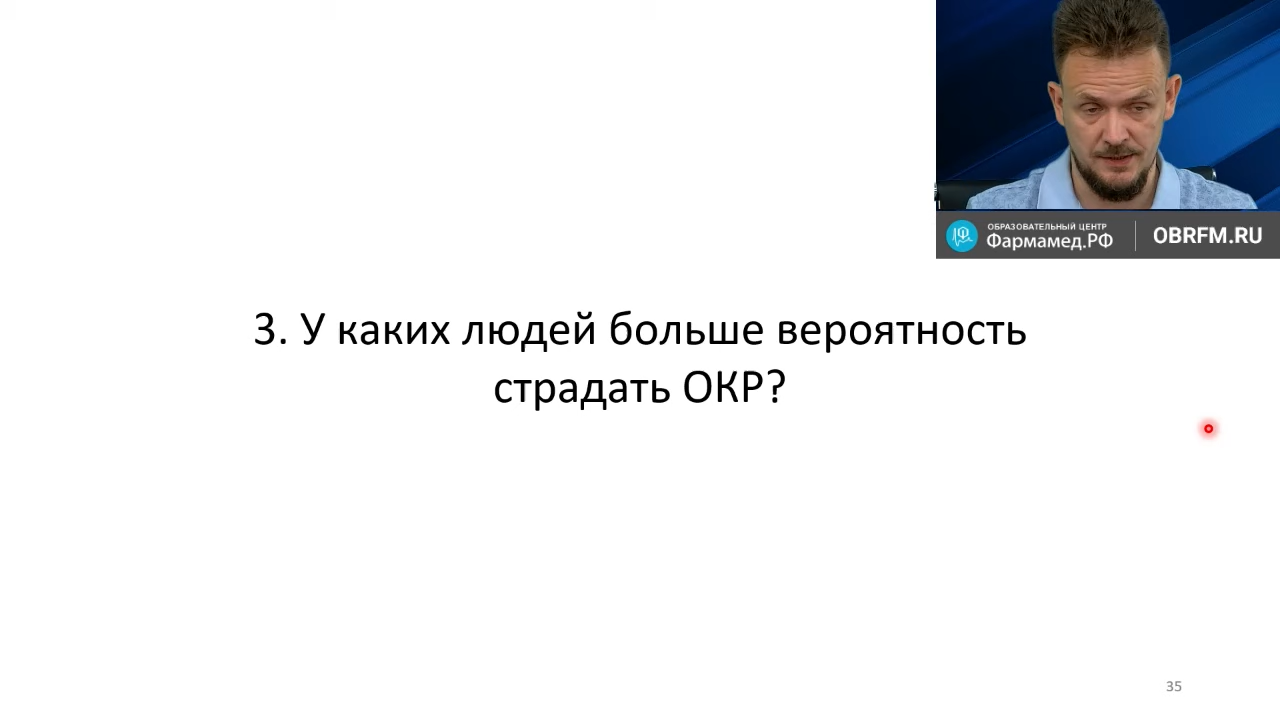 ОБРАЗОВАТЕЛЬНЫЙ ЦЕНТР
Фармамед.РФ
OBRFM.RU
3. У каких людей больше вероятность
страдать ОКР?
35